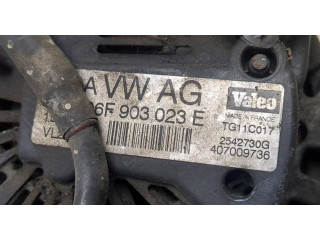 VW AG
Valeo
MADE IN FRANCE
06F 903 023 E
TG11C017
2542730G
407009736